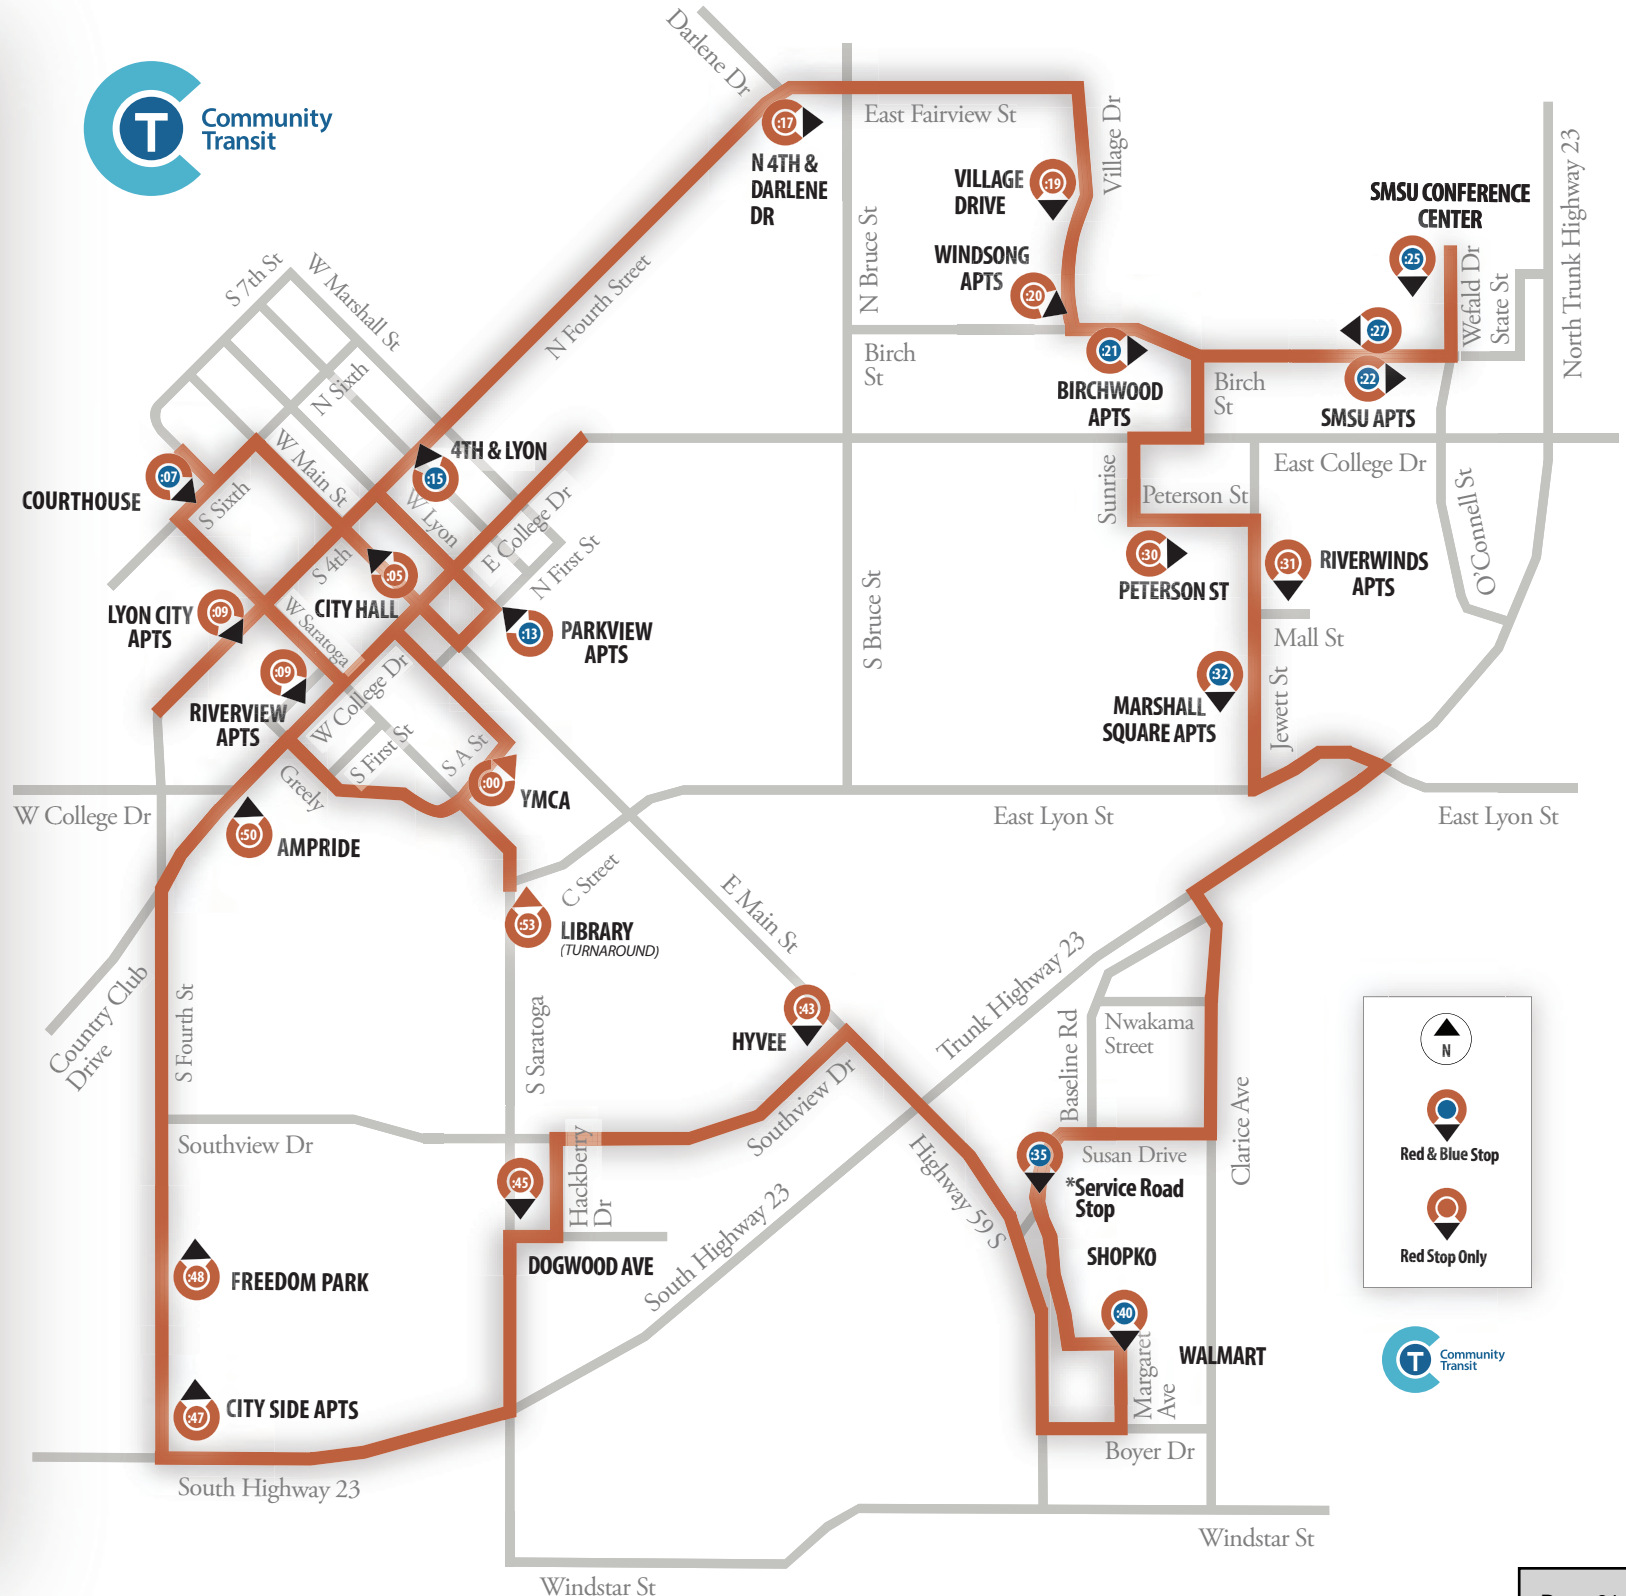 Community
Transit
Darlene Dr
East Fairview St
Village Dr
:17
N 4TH &
DARLENE
DR
VILLAGE
DRIVE
:19
WINDSONG
APTS
:20
N Bruce St
SMSU CONFERENCE
CENTER
:25
Wefald Dr
State St
North Trunk Highway 23
S 7th St
W Marshall St
N Fourth Street
Birch
St
:21
BIRCHWOOD
APTS
Birch
St
:27
:22
SMSU APTS
N Sixth
W Main St
4TH & LYON
:15
COURTHOUSE
:07
S Sixth
W Lyon
E College Dr
N First St
East College Dr
Sunrise
Peterson St
O'Connell St
:30
PETERSON ST
:31
RIVERWINDS
APTS
S 4th
:05
CITY HALL
LYON CITY
APTS
:09
W Saratoga
:13
PARKVIEW
APTS
S Bruce St
Mall St
:09
RIVERVIEW
APTS
W College Dr
:32
MARSHALL
SQUARE APTS
Jewett St
S First St
S A St
Greely
:00
YMCA
W College Dr
:50
AMPRIDE
East Lyon St
East Lyon St
C Street
E Main St
:53
LIBRARY
(TURNAROUND)
Country Club
Drive
S Fourth St
S Saratoga
:43
HYVEE
Trunk Highway 23
Baseline Rd
Nwakama
Street
Clarice Ave
N
Red & Blue Stop
Red Stop Only
Southview Dr
Southview Dr
:45
Hackberry
Dr
Highway 59 S
:35
Susan Drive
*Service Road
Stop
SHOPKO
DOGWOOD AVE
South Highway 23
:48
FREEDOM PARK
:40
WALMART
Margaret
Ave
Community
Transit
:47
CITY SIDE APTS
Boyer Dr
South Highway 23
Windstar St
Windstar St